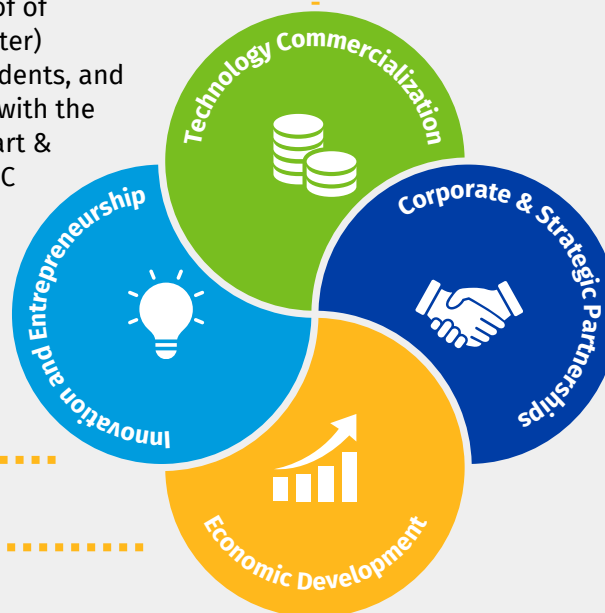 of of
ter)
dents, and
with the
art &
C
Technology Commercialization
Corporate & Strategic Partnerships
Innovation and Entrepreneurship
Economic Development